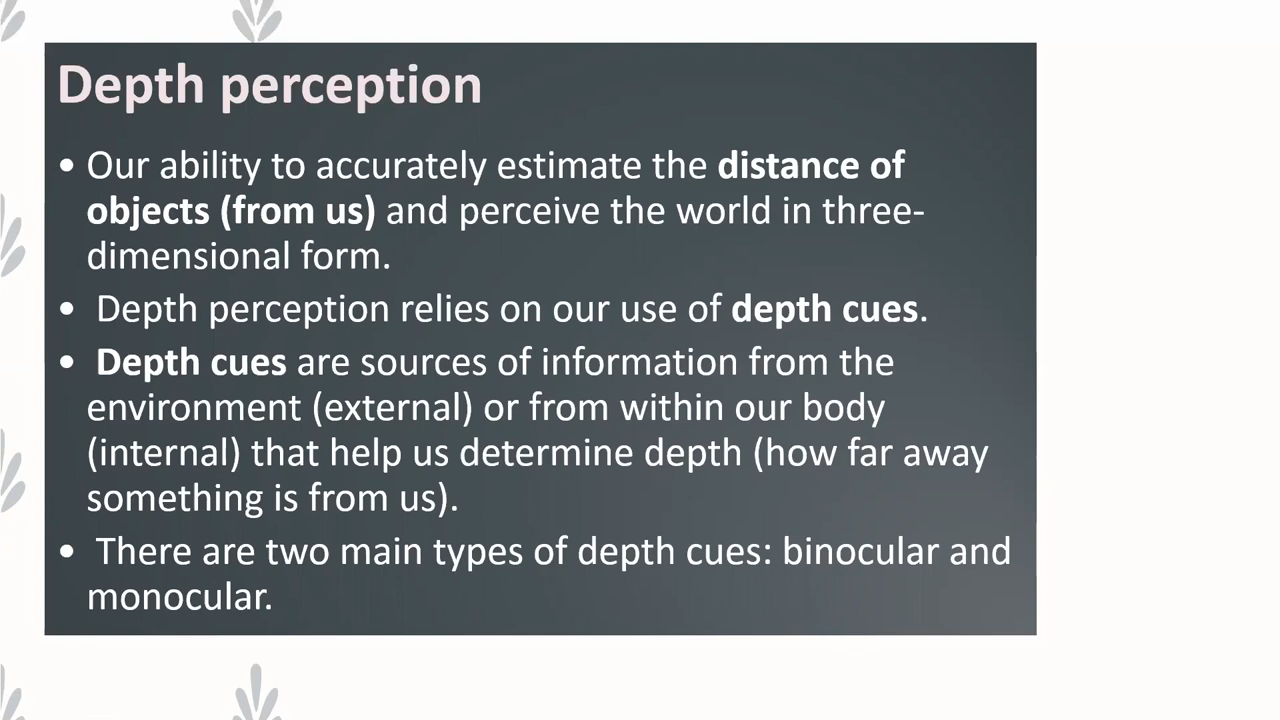 Depth perception
• Our ability to accurately estimate the distance of
objects (from us) and perceive the world in three-
dimensional form.
• Depth perception relies on our use of depth cues.
• Depth cues are sources of information from the
environment (external) or from within our body
(internal) that help us determine depth (how far away
something is from us).
• There are two main types of depth cues: binocular and
monocular.